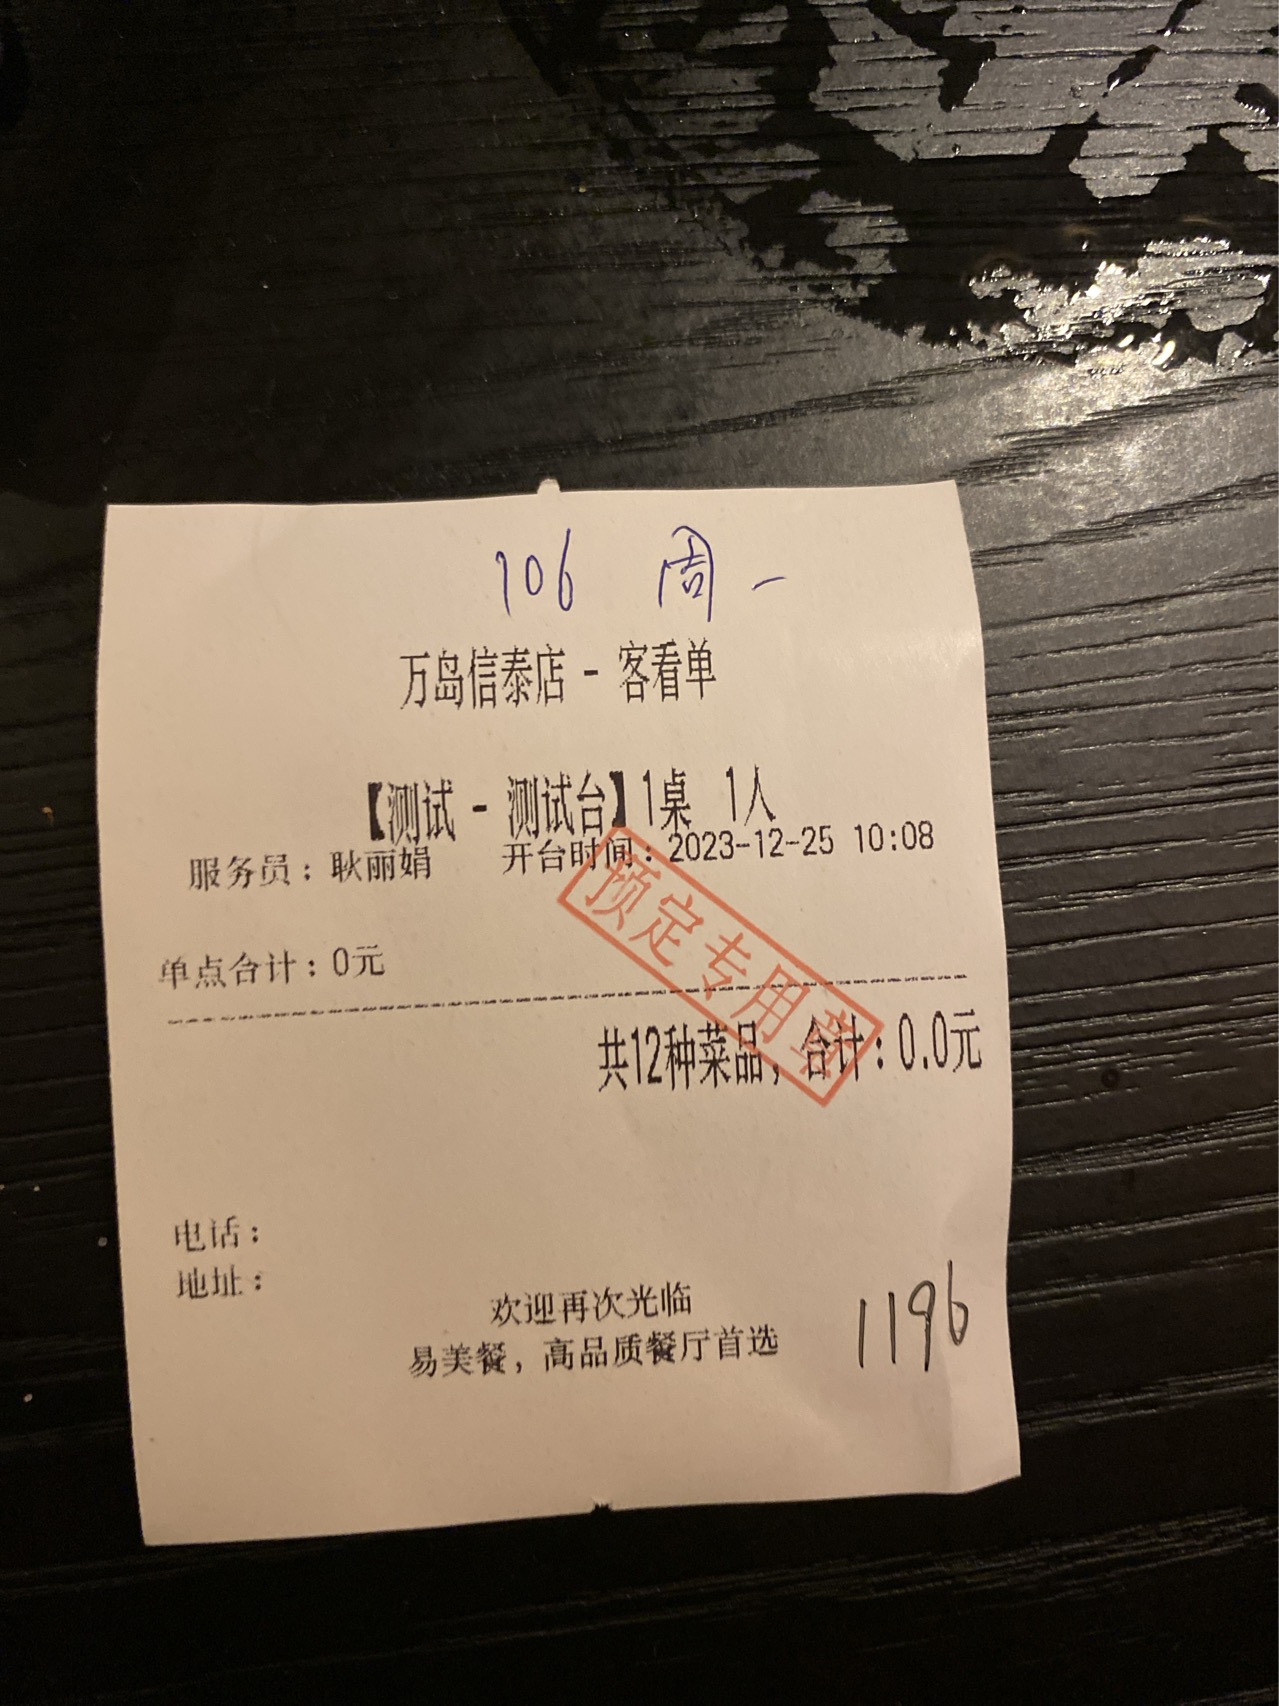 106 周一
万岛信泰店 - 客看单
【测试 - 测试台】1桌 1人
服务员：耿丽娟 开台时间：2023-12-25 10:08
预定专用章
单点合计：0元
共12种菜品，合计：0.0元
电话：
地址：
欢迎再次光临
易美餐，高品质餐厅首选
1196